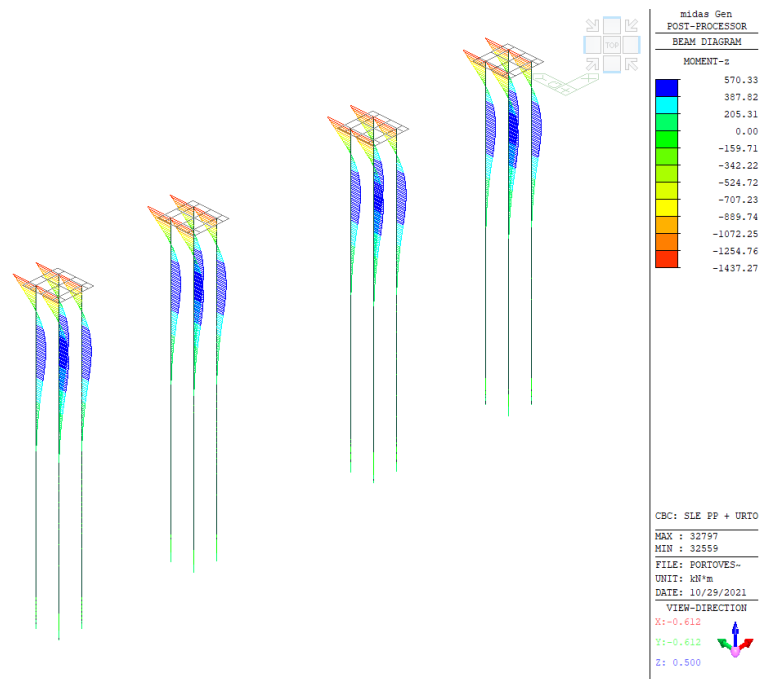 TOP
midas Gen
POST-PROCESSOR
BEAM DIAGRAM
MOMENT-z
570.33
387.82
205.31
0.00
-159.71
-342.22
-524.72
-707.23
-889.74
-1072.25
-1254.76
-1437.27
CBC: SLE PP + URTO
MAX : 32797
MIN : 32559
FILE: PORTOVES~
UNIT: kN*m
DATE: 10/29/2021
VIEW-DIRECTION
X:-0.612
Y:-0.612
Z: 0.500